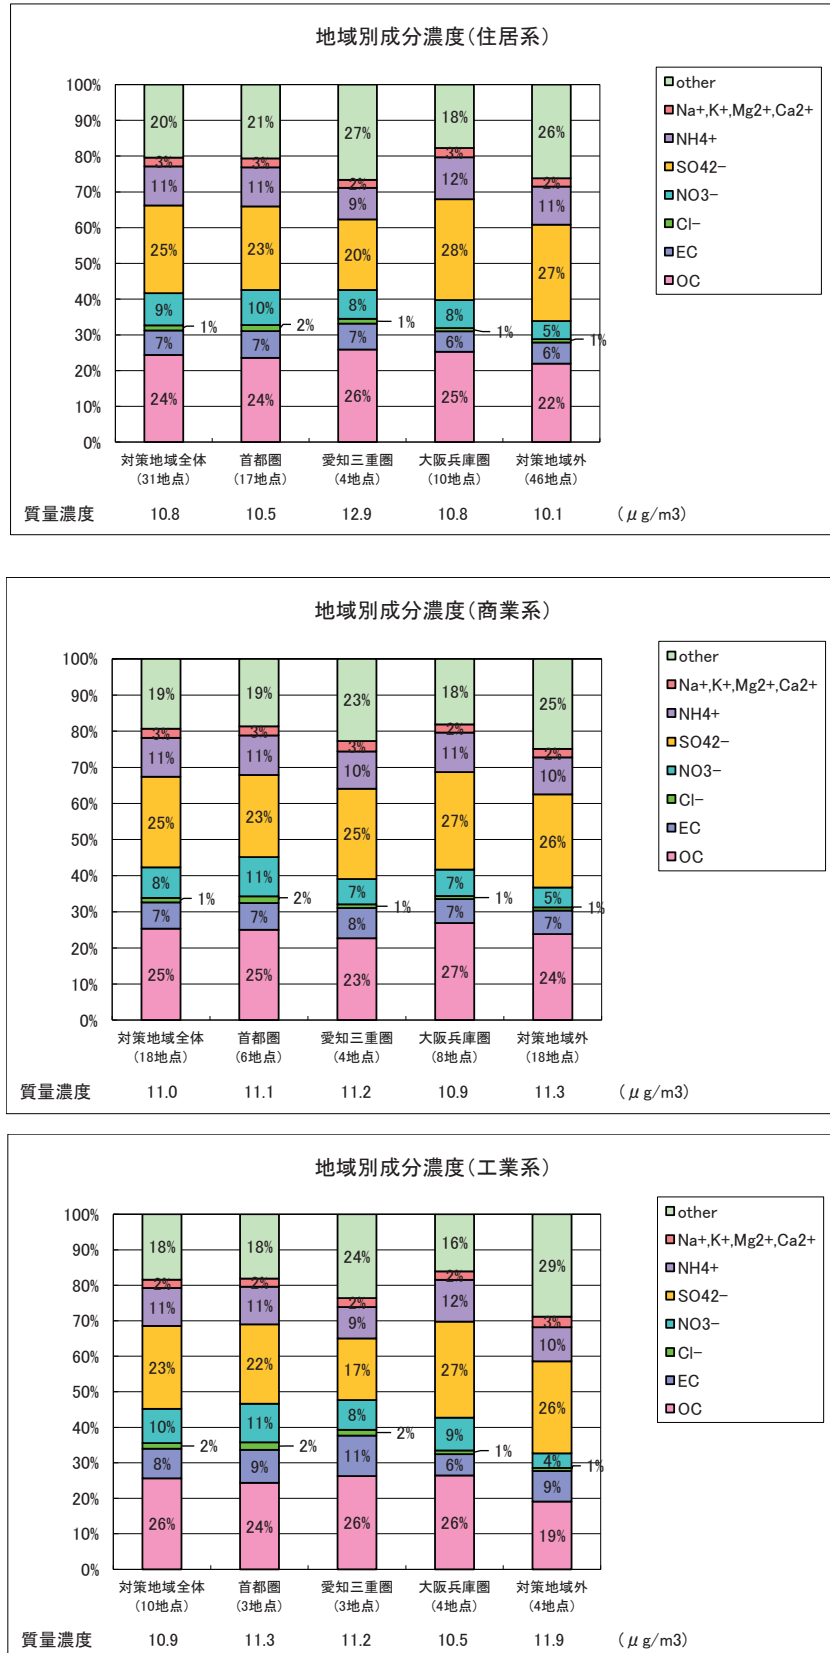 地域別成分濃度(住居系)
100%
90%
80%
70%
60%
50%
40%
30%
20%
10%
0%
20% 21% 27% 18% 26%
3% 3% 2% 3% 2%
11% 11% 9% 12% 11%
25% 23% 20% 28% 27%
9% 10% 8% 8% 5%
1% 2% 1% 1% 1%
7% 7% 7% 6% 6%
24% 24% 26% 25% 22%
other
Na+,K+,Mg2+,Ca2+
NH4+
SO42−
NO3−
Cl−
EC
OC
対策地域全体 首都圏 愛知三重圏 大阪兵庫圏 対策地域外
(31地点) (17地点) (4地点) (10地点) (46地点)
質量濃度 10.8 10.5 12.9 10.8 10.1 (μg/m3)
地域別成分濃度(商業系)
100%
90%
80%
70%
60%
50%
40%
30%
20%
10%
0%
19% 19% 23% 18% 25%
3% 3% 3% 2% 2%
11% 11% 10% 11% 10%
25% 23% 25% 27% 26%
8% 11% 7% 7% 5%
1% 2% 1% 1% 1%
7% 7% 8% 7% 7%
25% 25% 23% 27% 24%
other
Na+,K+,Mg2+,Ca2+
NH4+
SO42−
NO3−
Cl−
EC
OC
対策地域全体 首都圏 愛知三重圏 大阪兵庫圏 対策地域外
(18地点) (6地点) (4地点) (8地点) (18地点)
質量濃度 11.0 11.1 11.2 10.9 11.3 (μg/m3)
地域別成分濃度(工業系)
100%
90%
80%
70%
60%
50%
40%
30%
20%
10%
0%
18% 18% 24% 16% 29%
2% 2% 2% 2% 3%
11% 11% 9% 12% 10%
23% 22% 17% 27% 26%
10% 11% 8% 9% 4%
2% 2% 2% 1% 1%
8% 9% 11% 6% 9%
26% 24% 26% 26% 19%
other
Na+,K+,Mg2+,Ca2+
NH4+
SO42−
NO3−
Cl−
EC
OC
対策地域全体 首都圏 愛知三重圏 大阪兵庫圏 対策地域外
(10地点) (3地点) (3地点) (4地点) (4地点)
質量濃度 10.9 11.3 11.2 10.5 11.9 (μg/m3)